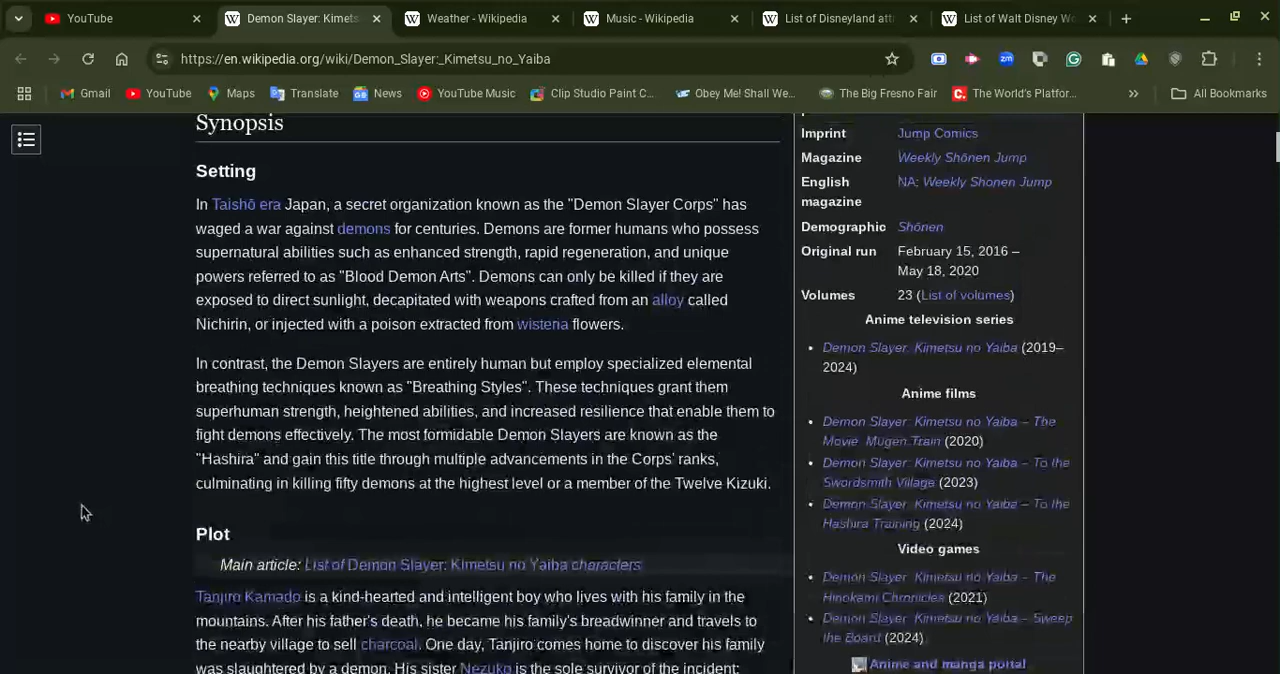 YouTube
Demon Slayer: Kimets
Weather - Wikipedia
Music - Wikipedia
List of Disneyland att
List of Walt Disney Wo
https://en.wikipedia.org/wiki/Demon_Slayer:_Kimetsu_no_Yaiba
Gmail
YouTube
Maps
Translate
News
YouTube Music
Clip Studio Paint C...
Obey Me! Shall We...
The Big Fresno Fair
The World's Platfor...
All Bookmarks
Synopsis
Setting
In Taishō era Japan, a secret organization known as the "Demon Slayer Corps" has
waged a war against demons for centuries. Demons are former humans who possess
supernatural abilities such as enhanced strength, rapid regeneration, and unique
powers referred to as "Blood Demon Arts". Demons can only be killed if they are
exposed to direct sunlight, decapitated with weapons crafted from an alloy called
Nichirin, or injected with a poison extracted from wisteria flowers.
In contrast, the Demon Slayers are entirely human but employ specialized elemental
breathing techniques known as "Breathing Styles". These techniques grant them
superhuman strength, heightened abilities, and increased resilience that enable them to
fight demons effectively. The most formidable Demon Slayers are known as the
"Hashira" and gain this title through multiple advancements in the Corps' ranks,
culminating in killing fifty demons at the highest level or a member of the Twelve Kizuki.
Plot
Main article: List of Demon Slayer: Kimetsu no Yaiba characters
Tanjiro Kamado is a kind-hearted and intelligent boy who lives with his family in the
mountains. After his father's death, he became his family's breadwinner and travels to
the nearby village to sell charcoal. One day, Tanjiro comes home to discover his family
was slaughtered by a demon. His sister Nezuko is the sole survivor of the incident;
Imprint Jump Comics
Magazine Weekly Shōnen Jump
English NA: Weekly Shonen Jump
magazine
Demographic Shōnen
Original run February 15, 2016 –
May 18, 2020
Volumes 23 (List of volumes)
Anime television series
• Demon Slayer: Kimetsu no Yaiba (2019–
2024)
Anime films
• Demon Slayer: Kimetsu no Yaiba – The
Movie: Mugen Train (2020)
• Demon Slayer: Kimetsu no Yaiba – To the
Swordsmith Village (2023)
• Demon Slayer: Kimetsu no Yaiba – To the
Hashira Training (2024)
Video games
• Demon Slayer: Kimetsu no Yaiba – The
Hinokami Chronicles (2021)
• Demon Slayer: Kimetsu no Yaiba – Sweep
the Board (2024)
Anime and manga portal